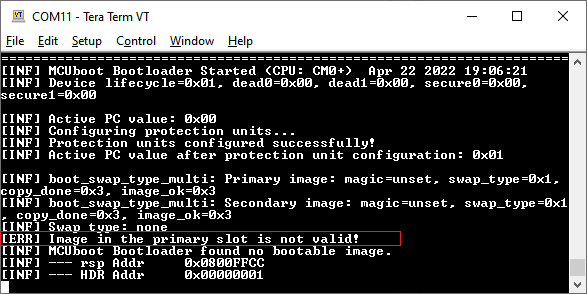 COM11 - Tera Term VT
File Edit Setup Control Window Help
================================================================
[INF] MCUboot Bootloader Started (CPU: CM0+)  Apr 22 2022 19:06:21
[INF] Device lifecycle=0x01, dead0=0x00, dead1=0x00, secure0=0x00,
secure1=0x00
[INF] Active PC value: 0x00
[INF] Configuring protection units...
[INF] Protection units configured successfully!
[INF] Active PC value after protection unit configuration: 0x01
[INF] boot_swap_type_multi: Primary image: magic=unset, swap_type=0x1,
copy_done=0x3, image_ok=0x3
[INF] boot_swap_type_multi: Secondary image: magic=unset, swap_type=0x1
, copy_done=0x3, image_ok=0x3
[INF] Swap type: none
[ERR] Image in the primary slot is not valid!
[INF] MCUboot Bootloader found no bootable image.
[INF] --- rsp Addr     0x0800FFCC
[INF] --- HDR Addr     0x00000001